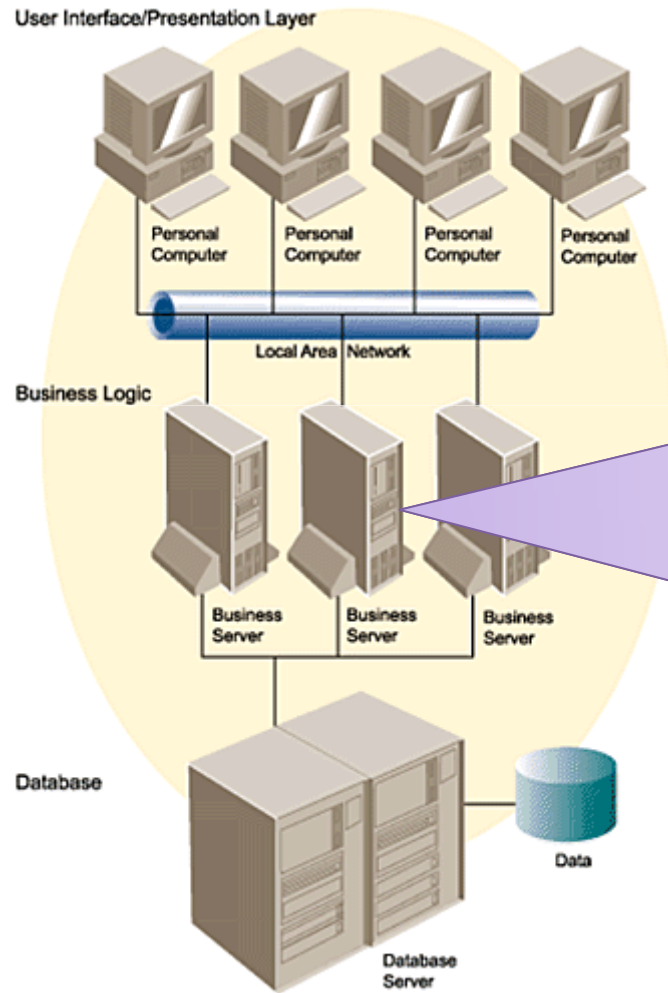 User Interface/Presentation Layer
Personal
Computer
Personal
Computer
Personal
Computer
Personal
Computer
Local Area Network
Business Logic
Business
Server
Business
Server
Business
Server
Database
Data
Database
Server